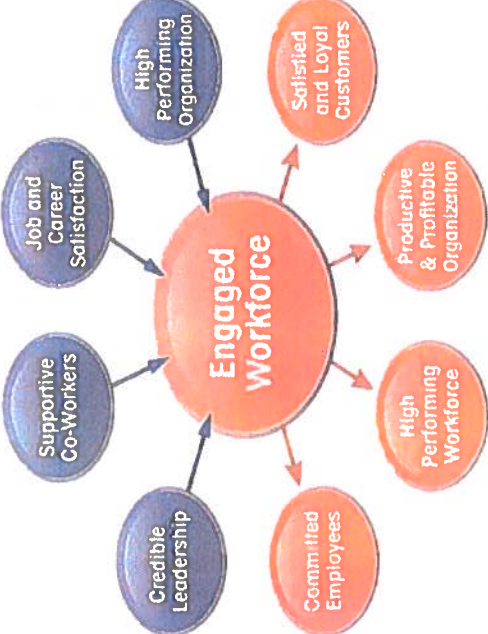 Credible
Leadership
Supportive
Co-Workers
Job and
Career
Satisfaction
High
Performing
Organization
Engaged
Workforce
Committed
Employees
High
Performing
Workforce
Productive
& Profitable
Organization
Satisfied
and Loyal
Customers